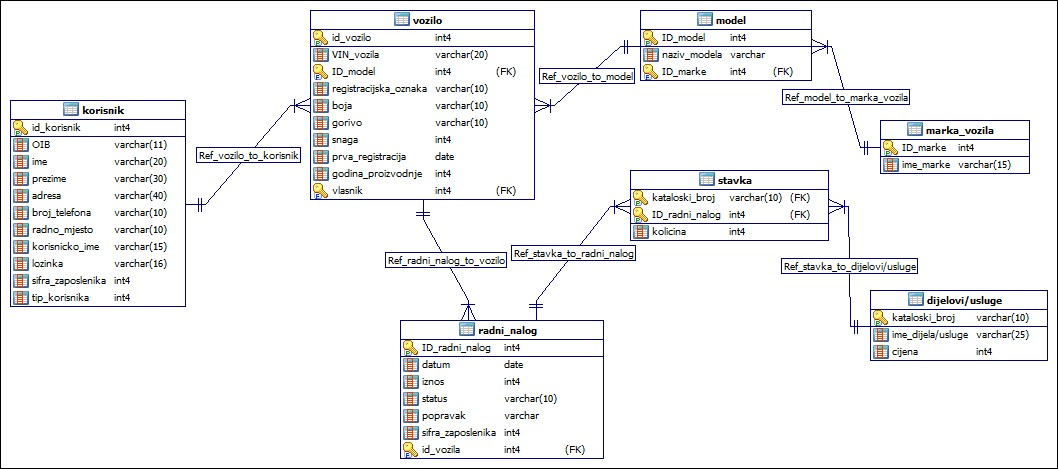 korisnik
id_korisnik int4
OIB varchar(11)
ime varchar(20)
prezime varchar(30)
adresa varchar(40)
broj_telefona varchar(10)
radno_mjesto varchar(10)
korisnicko_ime varchar(15)
lozinka varchar(16)
sifra_zaposlenika int4
tip_korisnika int4
Ref_vozilo_to_korisnik
vozilo
id_vozilo int4
VIN_vozila varchar(20)
ID_model int4 (FK)
registracijska_oznaka varchar(10)
boja varchar(10)
gorivo varchar(10)
snaga int4
prva_registracija date
godina_proizvodnje int4
vlasnik int4 (FK)
Ref_vozilo_to_model
model
ID_model int4
naziv_modela varchar
ID_marke int4 (FK)
Ref_model_to_marka_vozila
marka_vozila
ID_marke int4
ime_marke varchar(15)
stavka
kataloski_broj varchar(10) (FK)
ID_radni_nalog int4 (FK)
kolicina int4
Ref_radni_nalog_to_vozilo
Ref_stavka_to_radni_nalog
Ref_stavka_to_dijelovi/usluge
dijelovi/usluge
kataloski_broj varchar(10)
ime_dijela/usluge varchar(25)
cijena int4
radni_nalog
ID_radni_nalog int4
datum date
iznos int4
status varchar(10)
popravak varchar
sifra_zaposlenika int4
id_vozila int4 (FK)